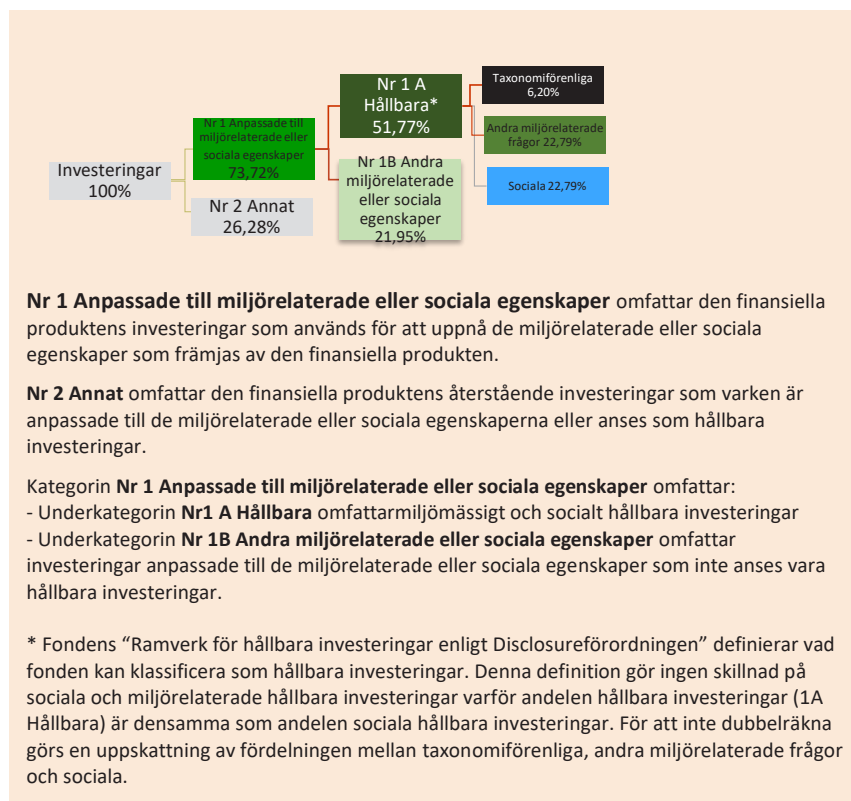 Investeringar
100%
Nr 1 Anpassade till
miljörelaterade eller
sociala egenskaper
73,72%
Nr 2 Annat
26,28%
Nr 1 A
Hållbara*
51,77%
Nr 1B Andra
miljörelaterade
eller sociala
egenskaper
21,95%
Taxonomiförenliga
6,20%
Andra miljörelaterade
frågor 22,79%
Sociala 22,79%
Nr 1 Anpassade till miljörelaterade eller sociala egenskaper omfattar den finansiella
produktens investeringar som används för att uppnå de miljörelaterade eller sociala
egenskaper som främjas av den finansiella produkten.
Nr 2 Annat omfattar den finansiella produktens återstående investeringar som varken är
anpassade till de miljörelaterade eller sociala egenskaperna eller anses som hållbara
investeringar.
Kategorin Nr 1 Anpassade till miljörelaterade eller sociala egenskaper omfattar:
- Underkategorin Nr1 A Hållbara omfattarmiljömässigt och socialt hållbara investeringar
- Underkategorin Nr 1B Andra miljörelaterade eller sociala egenskaper omfattar
investeringar anpassade till de miljörelaterade eller sociala egenskaper som inte anses vara
hållbara investeringar.
* Fondens “Ramverk för hållbara investeringar enligt Disclosureförordningen” definierar vad
fonden kan klassificera som hållbara investeringar. Denna definition gör ingen skillnad på
sociala och miljörelaterade hållbara investeringar varför andelen hållbara investeringar (1A
Hållbara) är densamma som andelen sociala hållbara investeringar. För att inte dubbelräkna
görs en uppskattning av fördelningen mellan taxonomiförenliga, andra miljörelaterade frågor
och sociala.